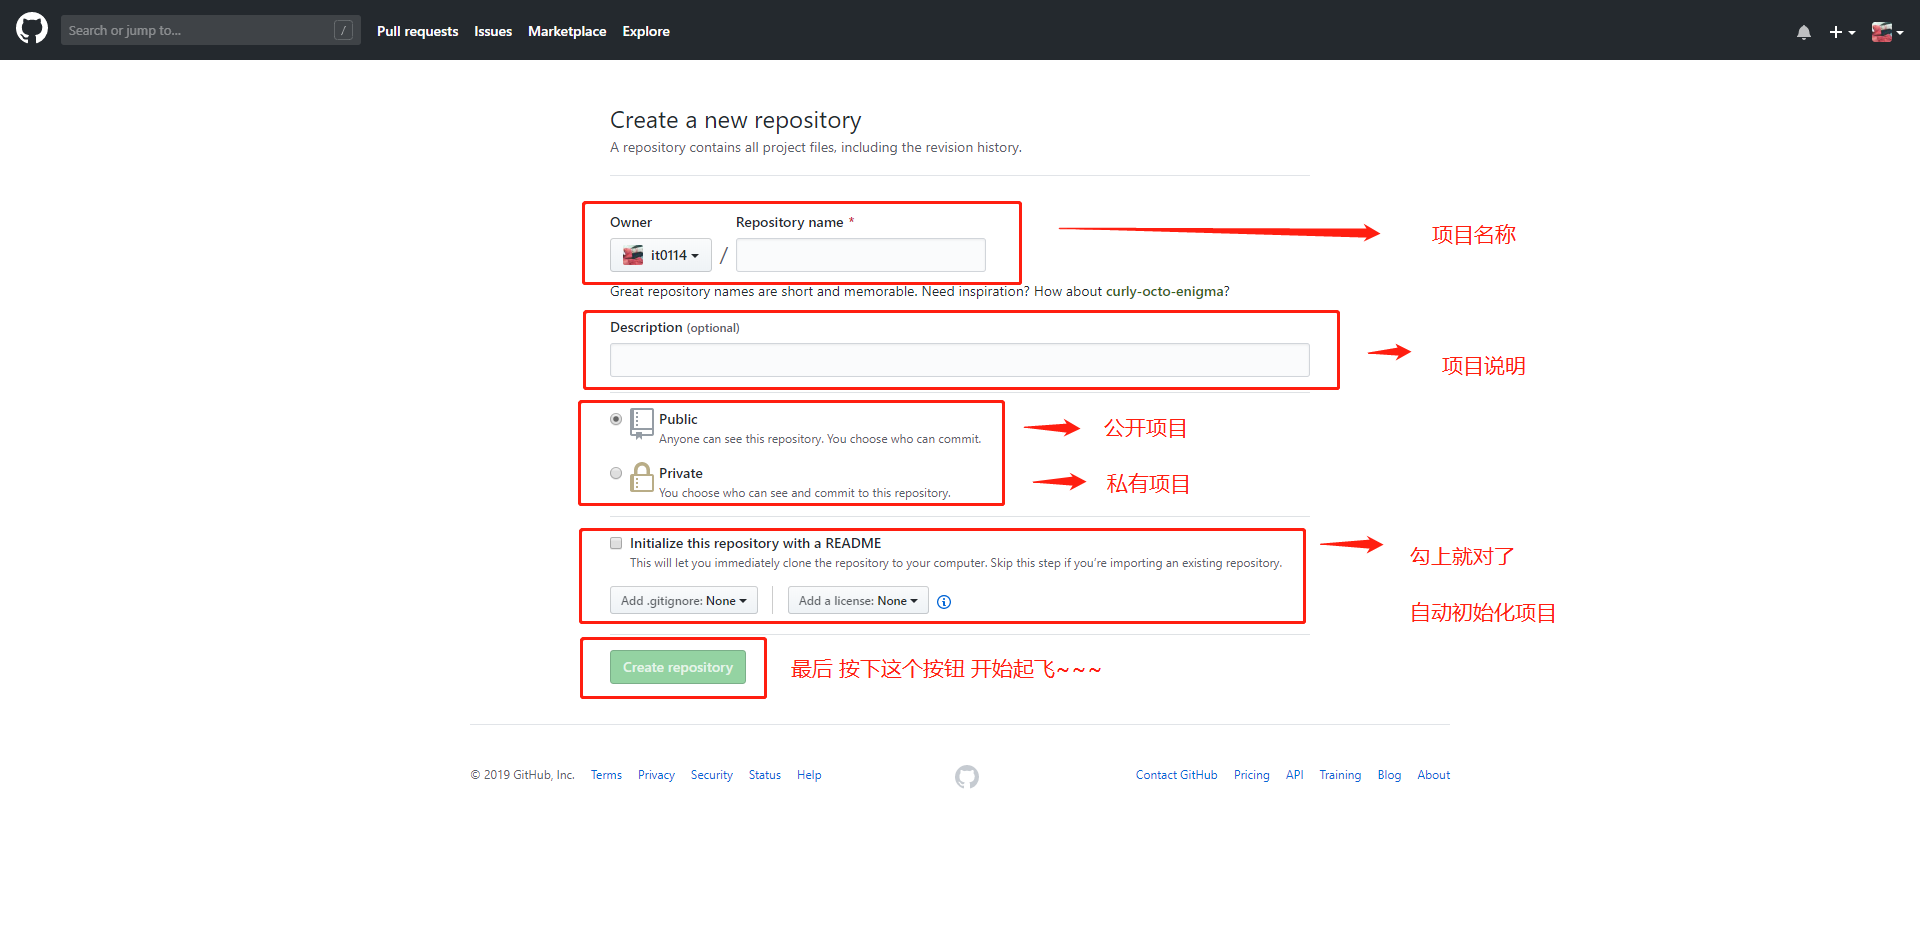 Search or jump to... /
Pull requests Issues Marketplace Explore
Create a new repository
A repository contains all project files, including the revision history.
Owner Repository name *
it0114 /
项目名称
Great repository names are short and memorable. Need inspiration? How about curly-octo-enigma?
Description (optional)
项目说明
Public
Anyone can see this repository. You choose who can commit.
公开项目
Private
You choose who can see and commit to this repository.
私有项目
Initialize this repository with a README
This will let you immediately clone the repository to your computer. Skip this step if you’re importing an existing repository.
勾上就对了
Add .gitignore: None Add a license: None
自动初始化项目
Create repository
最后 按下这个按钮 开始起飞~~~
© 2019 GitHub, Inc. Terms Privacy Security Status Help
Contact GitHub Pricing API Training Blog About